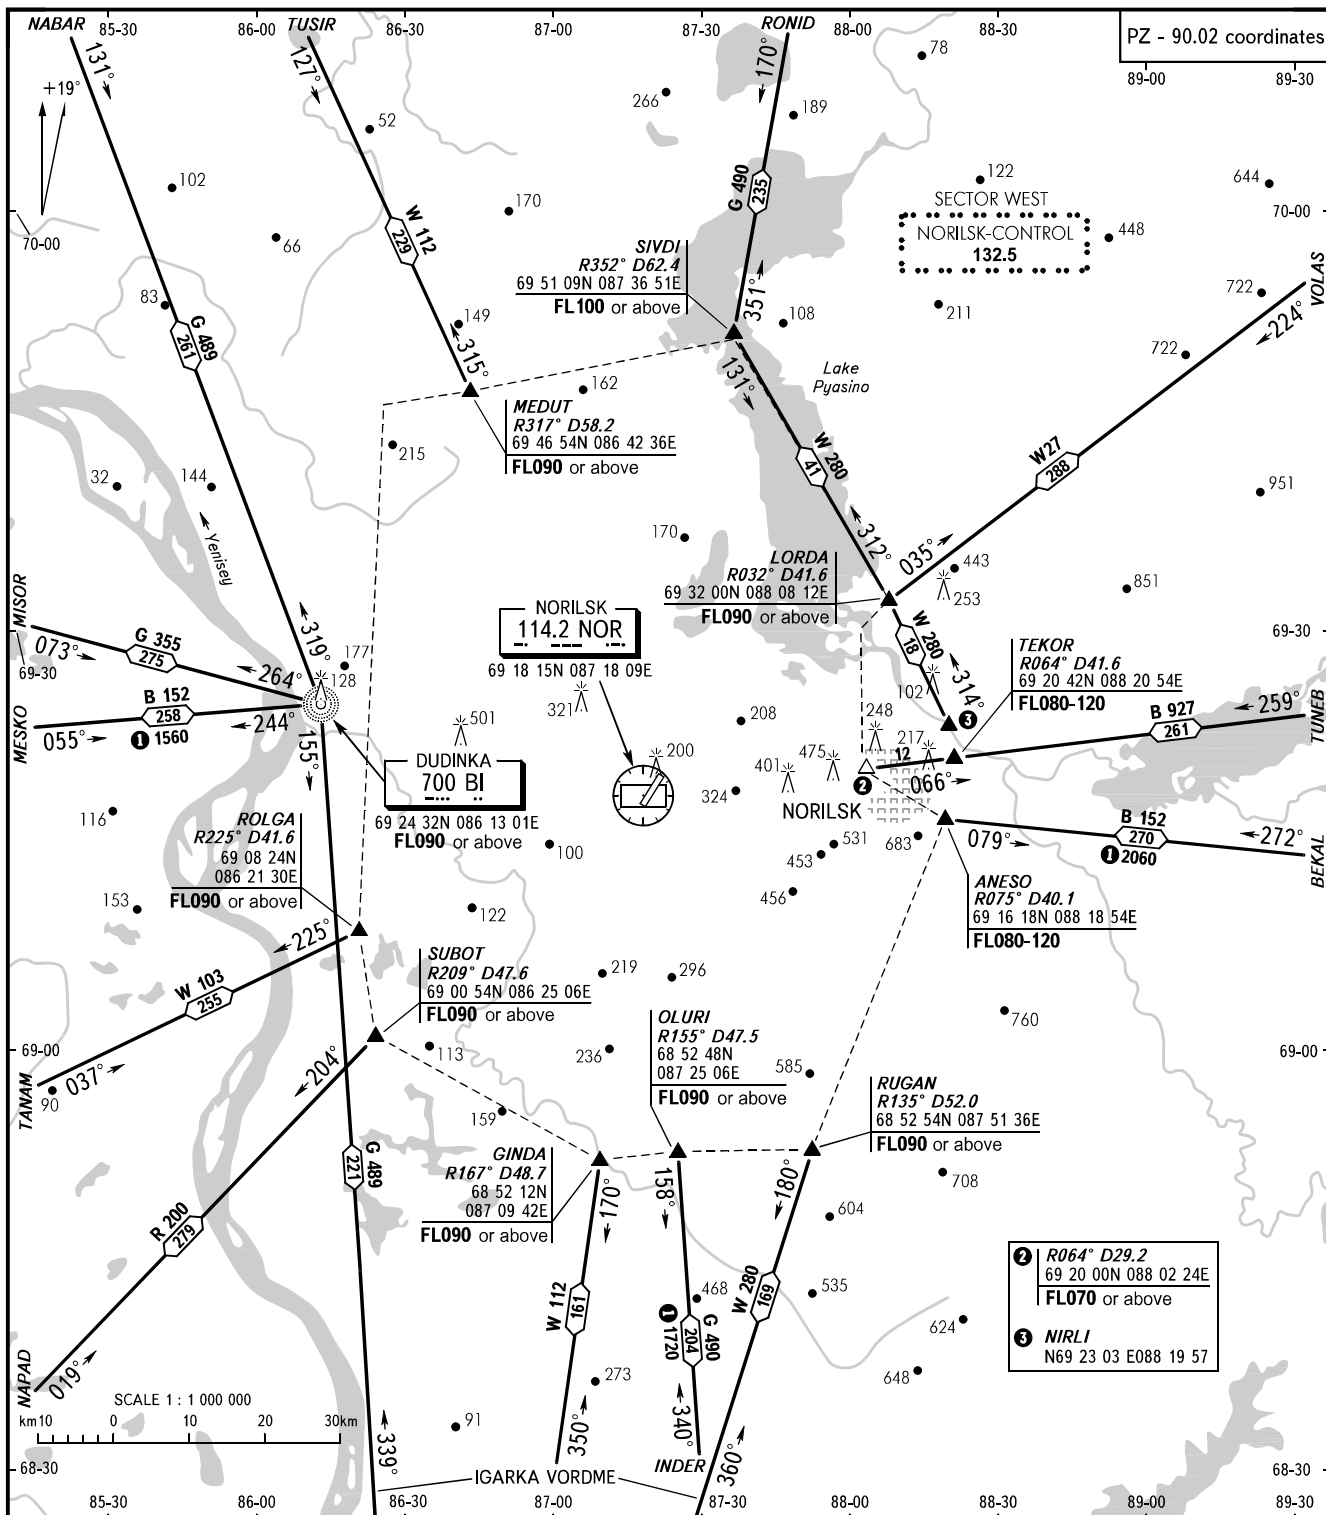 NABAR
85-30
86-00
TUSIR
86-30
87-00
87-30
RONID
88-00
88-30
PZ - 90.02 coordinates
89-00
89-30
+19°
131°
127°
170°
78
266
189
52
102
170
66
122
644
SECTOR WEST
NORILSK-CONTROL
132.5
448
70-00
70-00
G 490
235
W 112
229
SIVDI
R352° D62.4
69 51 09N 087 36 51E
FL100 or above
351°
83
149
108
211
722
VOLAS
224°
G 489
261
315°
131°
Lake
Pyasino
722
162
MEDUT
R317° D58.2
69 46 54N 086 42 36E
FL090 or above
215
W 280
41
W27
288
32
144
951
Yenisey
170
312°
035°
LORDA
R032° D41.6
69 32 00N 088 08 12E
FL090 or above
443
253
851
MISOR
NORILSK
114.2 NOR
69 18 15N 087 18 09E
W 280
18
69-30
073°
69-30
G 355
275
319°
264°
177
128
TEKOR
R064° D41.6
69 20 42N 088 20 54E
FL080-120
102
314°
3
MESKO
055°
B 152
258
1 1560
244°
155°
501
321
208
248
217
B 927
261
259°
TUNEB
200
475
401
12
066°
2
NORILSK
DUDINKA
700 BI
69 24 32N 086 13 01E
FL090 or above
324
116
ROLGA
R225° D41.6
69 08 24N
086 21 30E
FL090 or above
100
531
453
683
079°
B 152
270
1 2060
272°
BEKAL
456
ANESO
R075° D40.1
69 16 18N 088 18 54E
FL080-120
153
122
225°
W 103
255
SUBOT
R209° D47.6
69 00 54N 086 25 06E
FL090 or above
219
296
OLURI
R155° D47.5
68 52 48N
087 25 06E
FL090 or above
760
69-00
69-00
037°
204°
113
236
585
TANAM
90
159
RUGAN
R135° D52.0
68 52 54N 087 51 36E
FL090 or above
G 489
221
GINDA
R167° D48.7
68 52 12N
087 09 42E
FL090 or above
170°
158°
180°
708
R 200
279
604
W 112
161
468
1 1720
G 490
204
W 280
169
535
624
648
2 R064° D29.2
69 20 00N 088 02 24E
FL070 or above
3 NIRLI
N69 23 03 E088 19 57
NAPAD
019°
SCALE 1 : 1 000 000
km10 0 10 20 30km
273
91
339°
350°
340°
360°
IGARKA VORDME
INDER
68-30
68-30
85-30
86-00
86-30
87-00
87-30
88-00
88-30
89-00
89-30